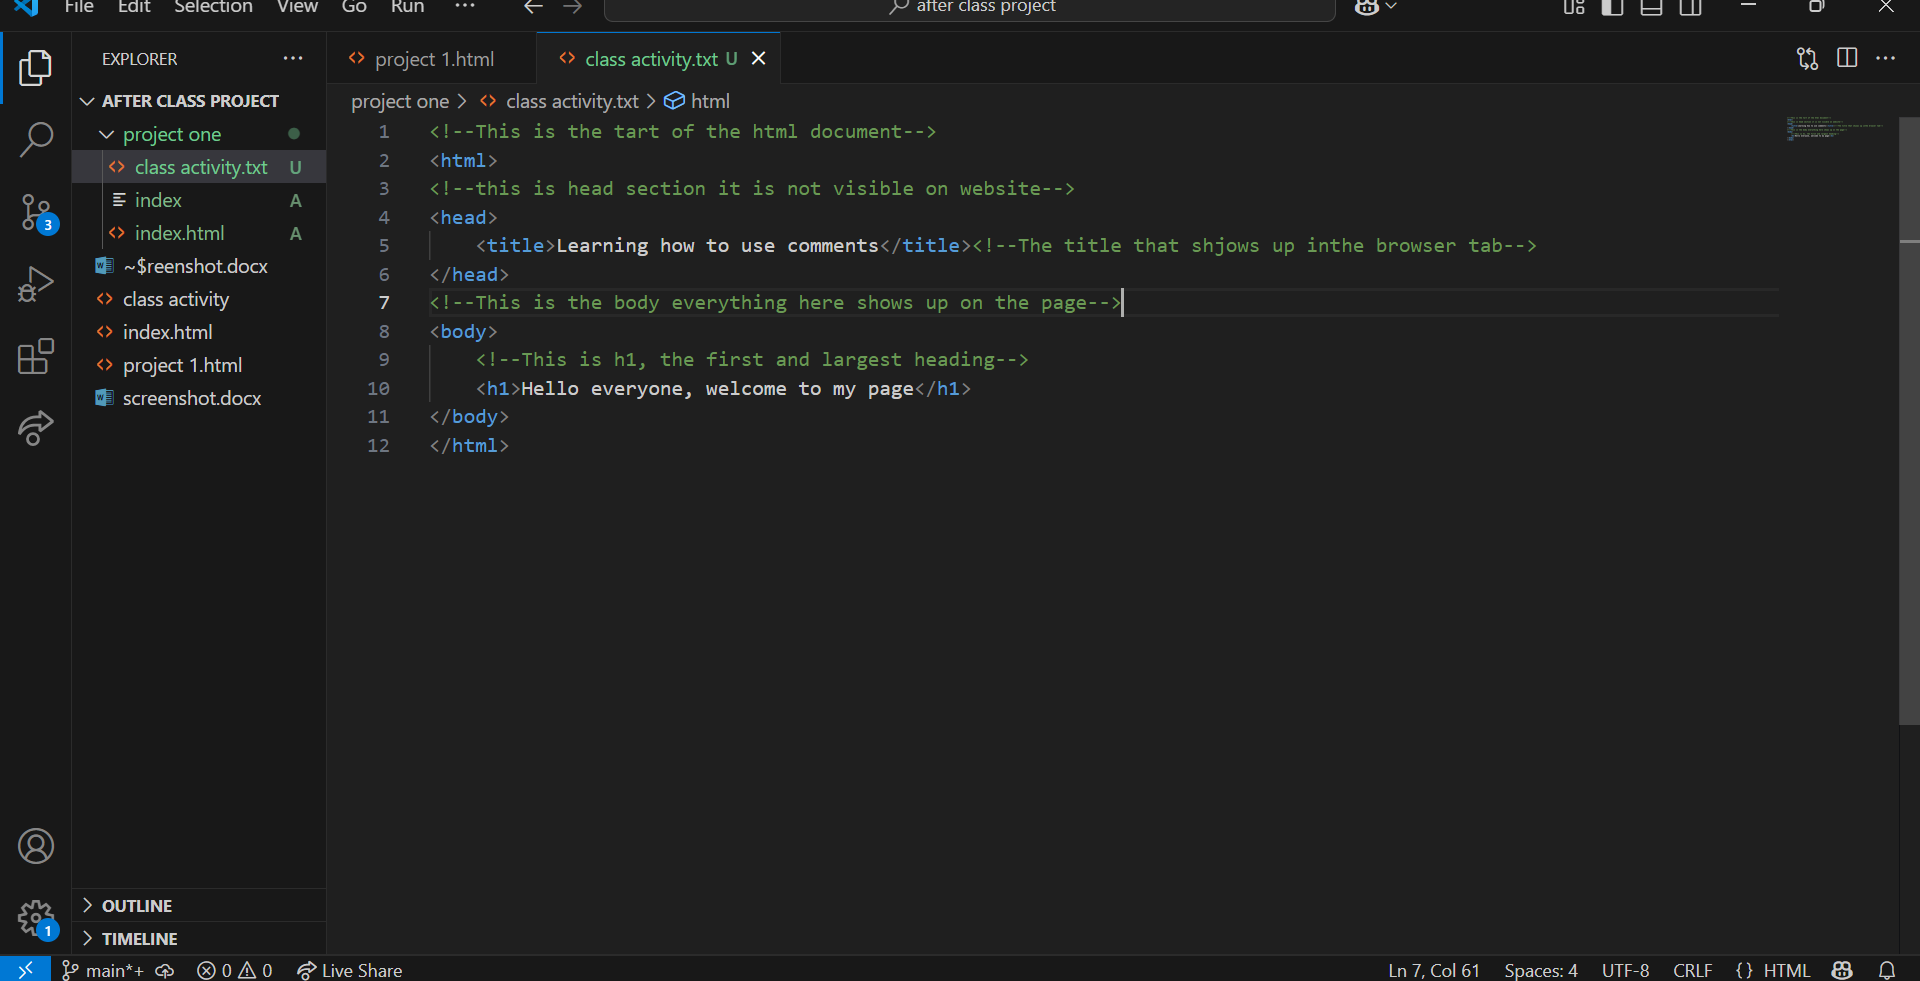 File Edit Selection View Go Run ··· after class project
EXPLORER ···
AFTER CLASS PROJECT
project one
class activity.txt U
index A
index.html A
~$reenshot.docx
class activity
index.html
project 1.html
screenshot.docx
OUTLINE
TIMELINE
3
1
project 1.html class activity.txt U
project one > class activity.txt > html
1 <!--This is the tart of the html document-->
2 <html>
3 <!--this is head section it is not visible on website-->
4 <head>
5 <title>Learning how to use comments</title><!--The title that shjows up inthe browser tab-->
6 </head>
7 <!--This is the body everything here shows up on the page-->
8 <body>
9 <!--This is h1, the first and largest heading-->
10 <h1>Hello everyone, welcome to my page</h1>
11 </body>
12 </html>
main*+ 0 0 Live Share Ln 7, Col 61 Spaces: 4 UTF-8 CRLF {} HTML